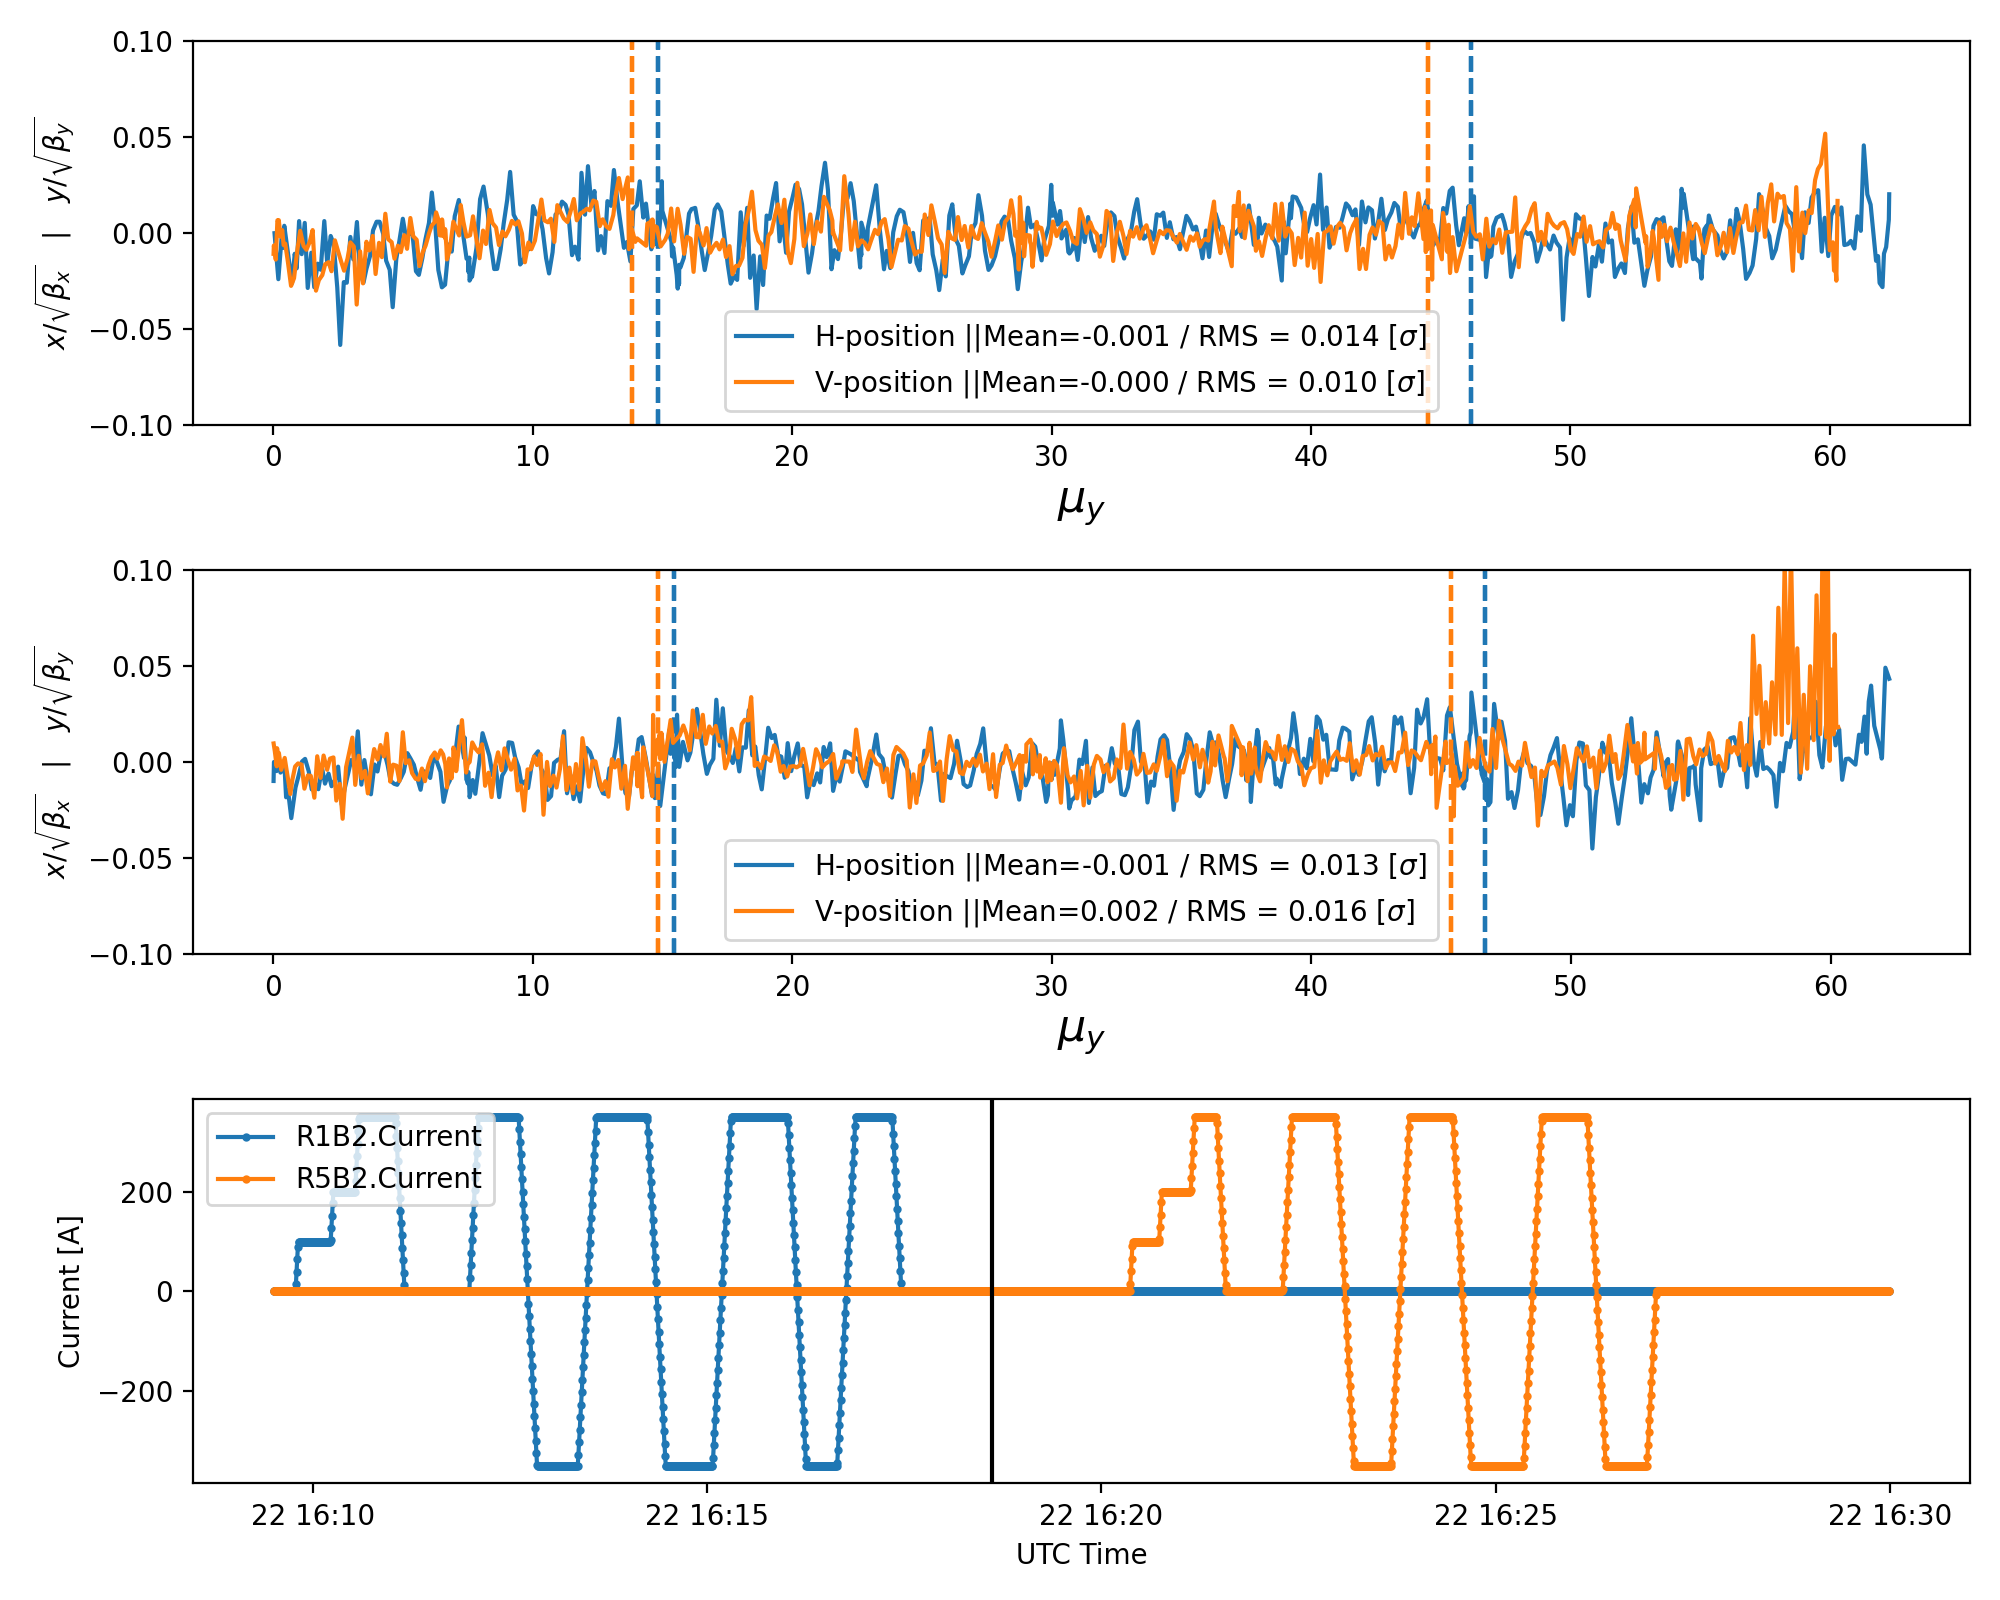 0.10
0.05
0.00
−0.05
−0.10
x/√βx | y/√βy
H-position ||Mean=-0.001 / RMS = 0.014 [σ]
V-position ||Mean=-0.000 / RMS = 0.010 [σ]
0 10 20 30 40 50 60
μy
0.10
0.05
0.00
−0.05
−0.10
x/√βx | y/√βy
H-position ||Mean=-0.001 / RMS = 0.013 [σ]
V-position ||Mean=0.002 / RMS = 0.016 [σ]
0 10 20 30 40 50 60
μy
R1B2.Current
R5B2.Current
200
0
−200
Current [A]
22 16:10 22 16:15 22 16:20 22 16:25 22 16:30
UTC Time